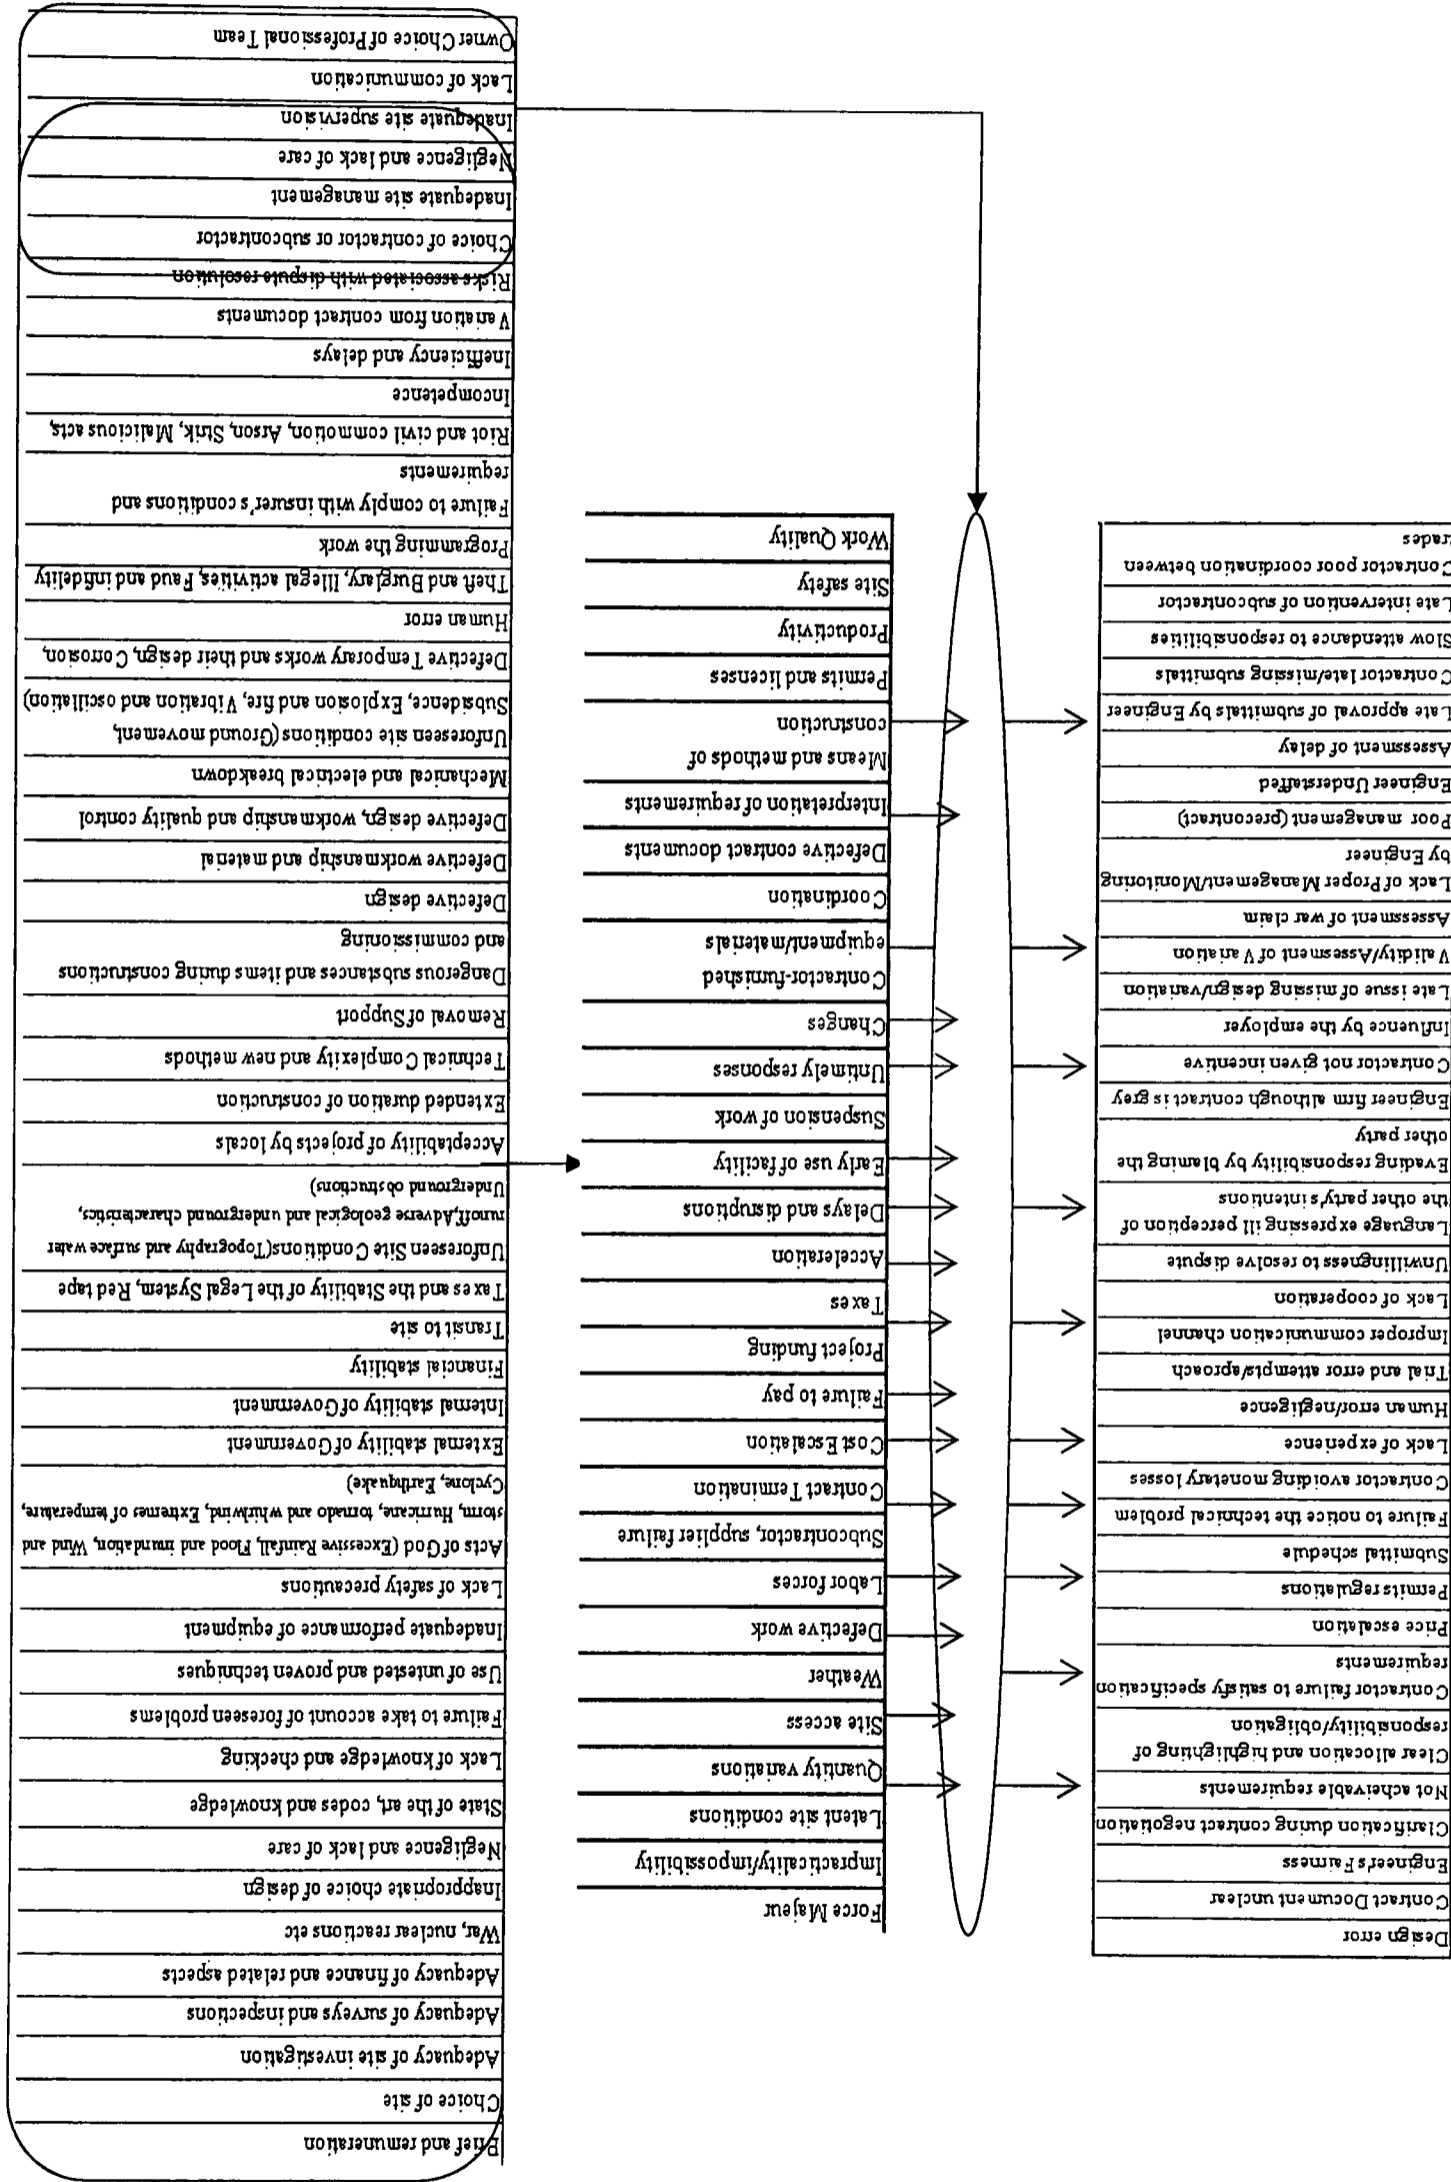 Design error
Contract Document unclear
Engineer's Fairness
Clarification during contract negotiation
Not acheivable requirements
Clear allocation and highlighting of
responsibility/obligation
Contractor failure to satisfy specification
requirements
Price escalation
Permits regulations
Submittal schedule
Failure to notice the technical problem
Contractor avoiding monetary losses
Lack of experience
Human error/negligence
Trial and error attempts/aproach
Improper communication channel
Lack of cooperation
Unwillingness to resolve dispute
Language expressing ill perception of
the other party's intentions
Evading responsibility by blaming the
other party
Engineer firm although contract is grey
Contractor not given incentive
Influence by the employer
Late issue of missing design/variation
Validity/Assesment of Variation
Assessment of war claim
Lack of Proper Management/Monitoring
by Engineer
Poor management (precontract)
Engineer Understaffed
Assessment of delay
Late approval of submittals by Engineer
Contractor late/missing submittals
Slow attendance to responsibilities
Late intervention of subcontractor
Contractor poor coordination between
trades
Force Majeur
Impracticality/impossibility
Latent site conditions
Quantity variations
Site access
Weather
Defective work
Labor forces
Subcontractor, supplier failure
Contract Termination
Cost Escalation
Failure to pay
Project funding
Taxes
Acceleration
Delays and disruptions
Early use of facility
Suspension of work
Untimely responses
Changes
Contractor-furnished
equipment/materials
Coordination
Defective contract documents
Interpretation of requirements
Means and methods of
construction
Permits and licenses
Productivity
Site safety
Work Quality
Brief and remuneration
Choice of site
Adequacy of site investigation
Adequacy of surveys and inspections
Adequacy of finance and related aspects
War, nuclear reactions etc
Inappropriate choice of design
Negligence and lack of care
State of the art, codes and knowledge
Lack of knowledge and checking
Failure to take account of foreseen problems
Use of untested and proven techniques
Inadequate performance of equipment
Lack of safety precautions
Acts of God (Excessive Rainfall, Flood and inundation, Wind and
storm, Hurricane, tornado and whirlwind, Extremes of temperature,
Cyclone, Earthquake)
External stability of Government
Internal stability of Government
Financial stability
Transit to site
Taxes and the Stability of the Legal System, Red tape
Unforeseen Site Conditions(Topography and surface water
runoff,Adverse geological and underground characteristics,
Underground obstructions)
Acceptability of projects by locals
Extended duration of construction
Technical Complexity and new methods
Removal of Support
Dangerous substances and items during constructions
and commissioning
Defective design
Defective workmanship and material
Defective design, workmanship and quality control
Mechanical and electrical breakdown
Unforeseen site conditions (Ground movement,
Subsidence, Explosion and fire, Vibration and oscillation)
Defective Temporary works and their design, Corrosion,
Human error
Theft and Burglary, Illegal activities, Faud and infidelity
Programming the work
Failure to comply with insurer's conditions and
requirements
Riot and civil commotion, Arson, Strik, Malicious acts,
Incompetence
Inefficiency and delays
Variation from contract documents
Risks associated with dispute resolution
Choice of contractor or subcontractor
Inadequate site management
Negligence and lack of care
Inadequate site supervision
Lack of communication
Owner Choice of Professional Team